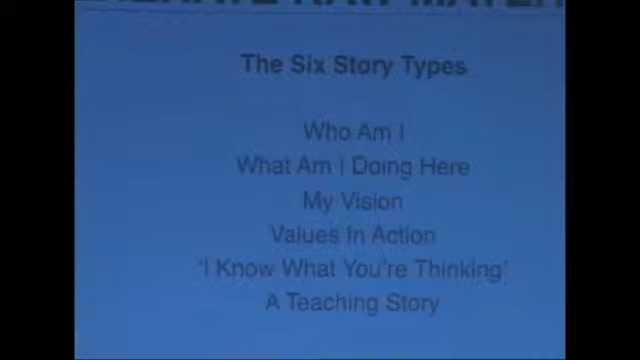 The Six Story Types
Who Am I
What Am I Doing Here
My Vision
Values In Action
'I Know What You're Thinking'
A Teaching Story